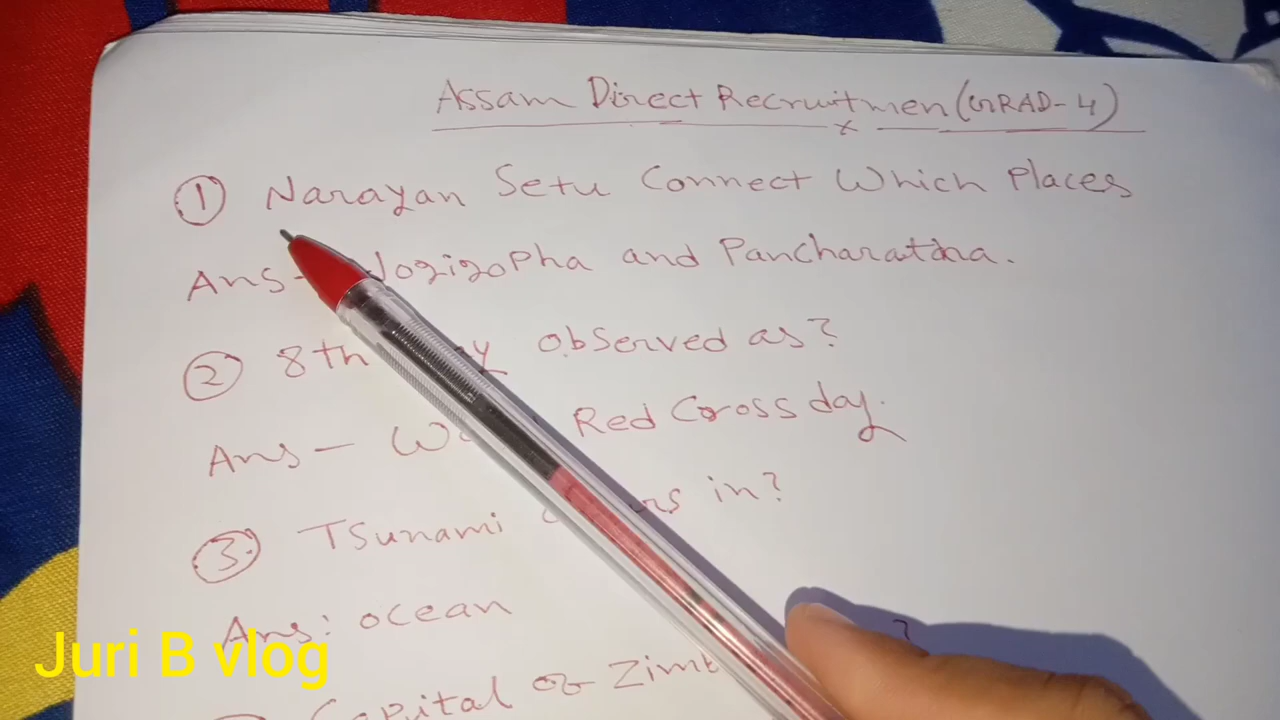 Assam Direct Recruitmen (GRAD-4)
① Narayan Setu Connect Which Places
Ans- Jogigopha and Pancharatna.
② 8th observed as?
Ans - Red Cross day.
③ Tsunami in?
Ans: ocean
Capital of
Juri B vlog